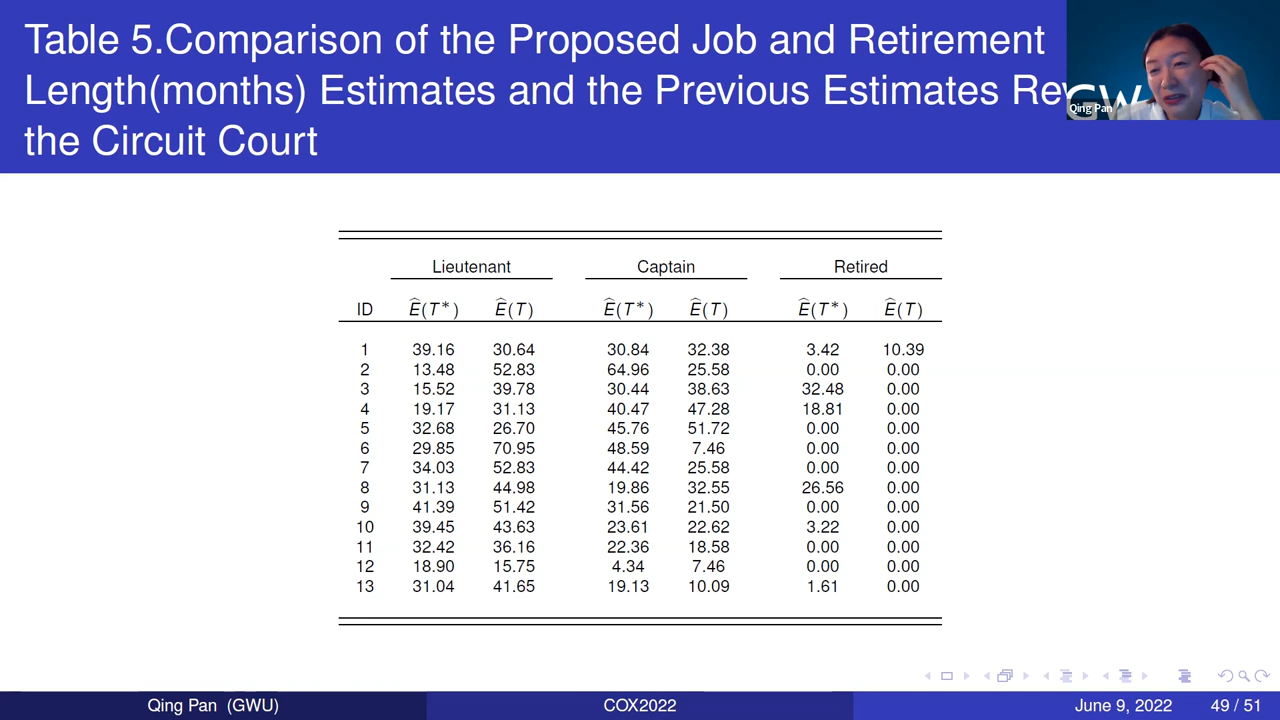 Table 5.Comparison of the Proposed Job and Retirement
Length(months) Estimates and the Previous Estimates Rev
the Circuit Court
GW
Qing Pan
Lieutenant Captain Retired
ID Ê(T*) Ê(T) Ê(T*) Ê(T) Ê(T*) Ê(T)
1 39.16 30.64 30.84 32.38 3.42 10.39
2 13.48 52.83 64.96 25.58 0.00 0.00
3 15.52 39.78 30.44 38.63 32.48 0.00
4 19.17 31.13 40.47 47.28 18.81 0.00
5 32.68 26.70 45.76 51.72 0.00 0.00
6 29.85 70.95 48.59 7.46 0.00 0.00
7 34.03 52.83 44.42 25.58 0.00 0.00
8 31.13 44.98 19.86 32.55 26.56 0.00
9 41.39 51.42 31.56 21.50 0.00 0.00
10 39.45 43.63 23.61 22.62 3.22 0.00
11 32.42 36.16 22.36 18.58 0.00 0.00
12 18.90 15.75 4.34 7.46 0.00 0.00
13 31.04 41.65 19.13 10.09 1.61 0.00
Qing Pan (GWU) COX2022 June 9, 2022 49 / 51